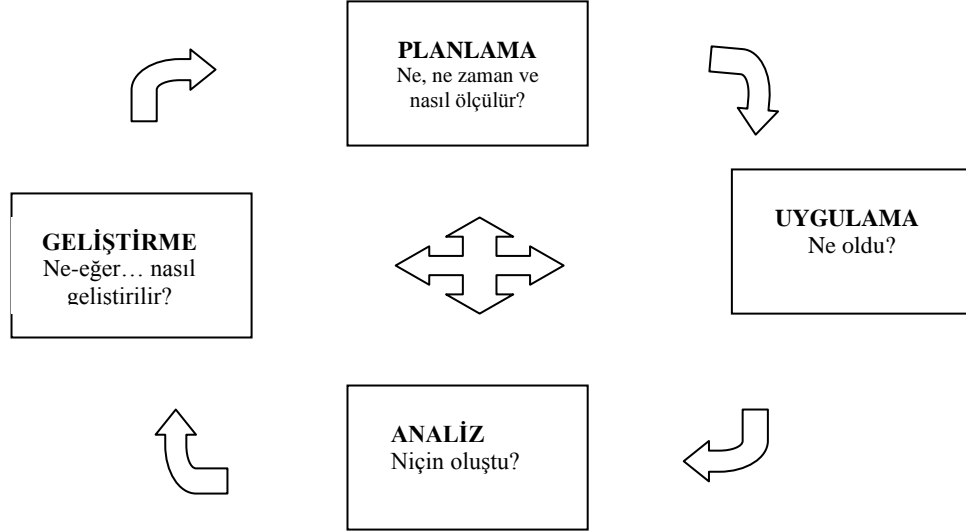 PLANLAMA
Ne, ne zaman ve
nasıl ölçülür?
UYGULAMA
Ne oldu?
GELİŞTİRME
Ne-eğer… nasıl
geliştirilir?
ANALİZ
Niçin oluştu?